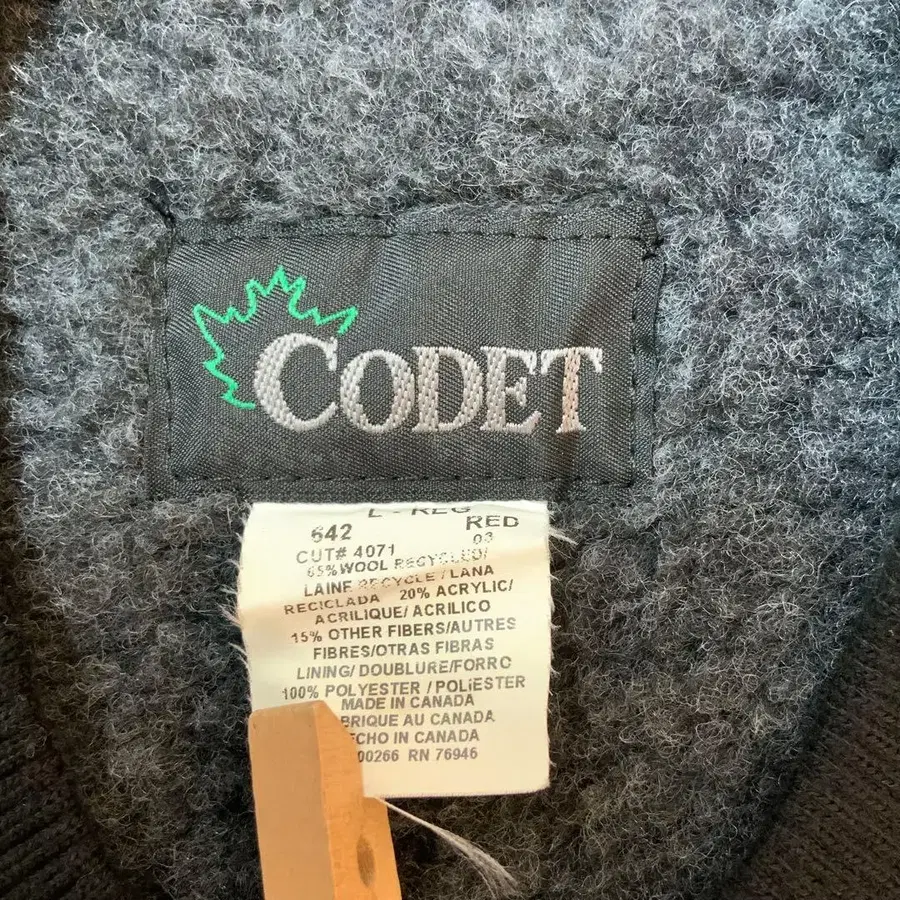 CODET
L - REG
642 RED
CUT# 4071 03
65% WOOL RECYCLED/
LAINE RECYCLE / LANA
RECICLADA 20% ACRYLIC/
ACRILIQUE/ ACRILICO
15% OTHER FIBERS/AUTRES
FIBRES/OTRAS FIBRAS
LINING/ DOUBLURE/FORRO
100% POLYESTER / POLIESTER
MADE IN CANADA
BRIQUE AU CANADA
ECHO IN CANADA
00266 RN 76946